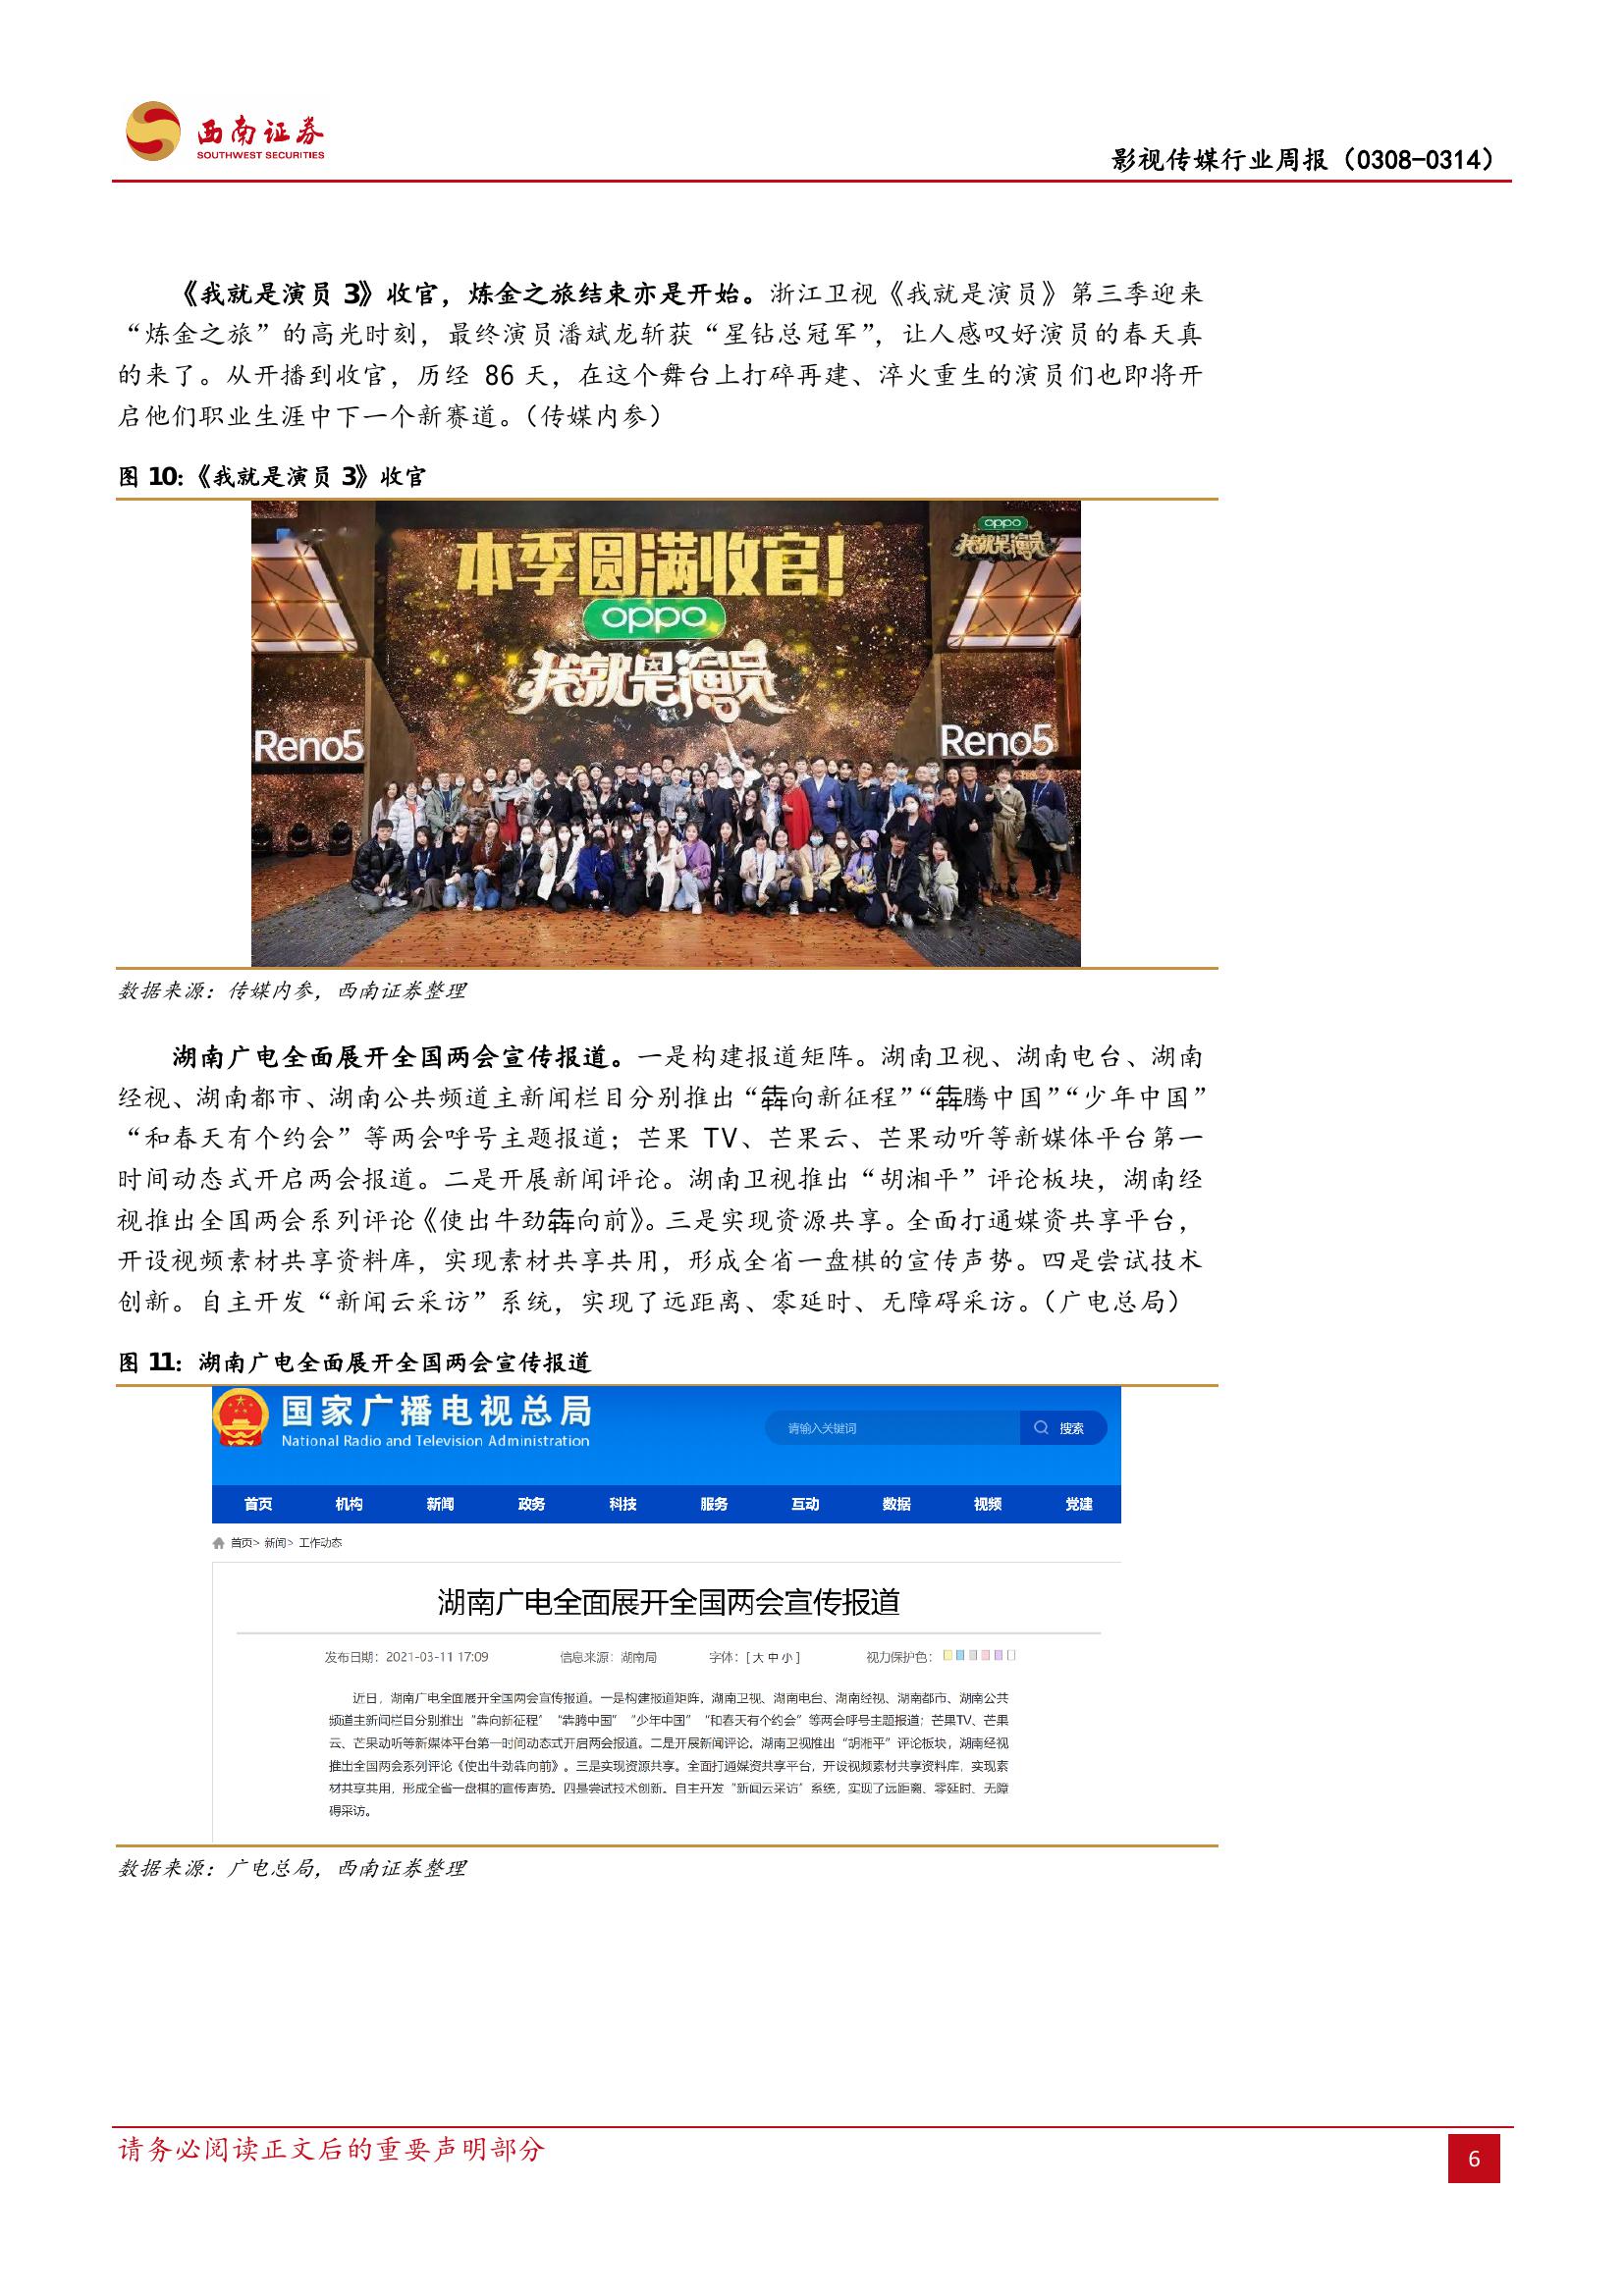 西南证券
SOUTHWEST SECURITIES
影视传媒行业周报（0308-0314）
《我就是演员 3》收官，炼金之旅结束亦是开始。浙江卫视《我就是演员》第三季迎来
“炼金之旅”的高光时刻，最终演员潘斌龙斩获“星钻总冠军”，让人感叹好演员的春天真
的来了。从开播到收官，历经 86 天，在这个舞台上打碎再建、淬火重生的演员们也即将开
启他们职业生涯中下一个新赛道。（传媒内参）
图 10：《我就是演员 3》收官
oppo
我就是演员
本季圆满收官！
oppo
我就是演员
Reno5
Reno5
数据来源：传媒内参，西南证券整理
湖南广电全面展开全国两会宣传报道。一是构建报道矩阵。湖南卫视、湖南电台、湖南
经视、湖南都市、湖南公共频道主新闻栏目分别推出“犇向新征程”“犇腾中国”“少年中国”
“和春天有个约会”等两会呼号主题报道；芒果 TV、芒果云、芒果动听等新媒体平台第一
时间动态式开启两会报道。二是开展新闻评论。湖南卫视推出“胡湘平”评论板块，湖南经
视推出全国两会系列评论《使出牛劲犇向前》。三是实现资源共享。全面打通媒资共享平台，
开设视频素材共享资料库，实现素材共享共用，形成全省一盘棋的宣传声势。四是尝试技术
创新。自主开发“新闻云采访”系统，实现了远距离、零延时、无障碍采访。（广电总局）
图 11：湖南广电全面展开全国两会宣传报道
国家广播电视总局
National Radio and Television Administration
请输入关键词 搜索
首页 机构 新闻 政务 科技 服务 互动 数据 视频 党建
首页> 新闻> 工作动态
湖南广电全面展开全国两会宣传报道
发布日期：2021-03-11 17:09 信息来源：湖南局 字体：[ 大 中 小 ] 视力保护色：
近日，湖南广电全面展开全国两会宣传报道。一是构建报道矩阵，湖南卫视、湖南电台、湖南经视、湖南都市、湖南公共
频道主新闻栏目分别推出“犇向新征程”“犇腾中国”“少年中国”“和春天有个约会”等两会呼号主题报道；芒果TV、芒果
云、芒果动听等新媒体平台第一时间动态式开启两会报道。二是开展新闻评论。湖南卫视推出“胡湘平”评论板块，湖南经视
推出全国两会系列评论《使出牛劲犇向前》。三是实现资源共享。全面打通媒资共享平台，开设视频素材共享资料库，实现素
材共享共用，形成全省一盘棋的宣传声势。四是尝试技术创新。自主开发“新闻云采访”系统，实现了远距离、零延时、无障
碍采访。
数据来源：广电总局，西南证券整理
请务必阅读正文后的重要声明部分
6